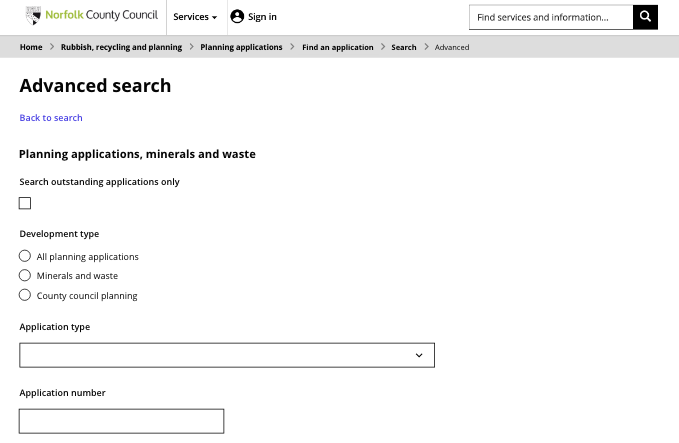 Norfolk County Council
Services
Sign in
Find services and information...
Home > Rubbish, recycling and planning > Planning applications > Find an application > Search > Advanced
Advanced search
Back to search
Planning applications, minerals and waste
Search outstanding applications only
Development type
All planning applications
Minerals and waste
County council planning
Application type
Application number